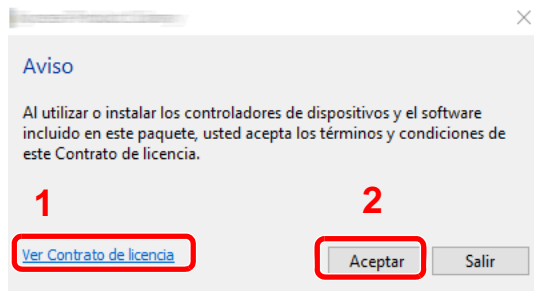 Aviso
Al utilizar o instalar los controladores de dispositivos y el software
incluido en este paquete, usted acepta los términos y condiciones de
este Contrato de licencia.
1
2
Ver Contrato de licencia
Aceptar
Salir